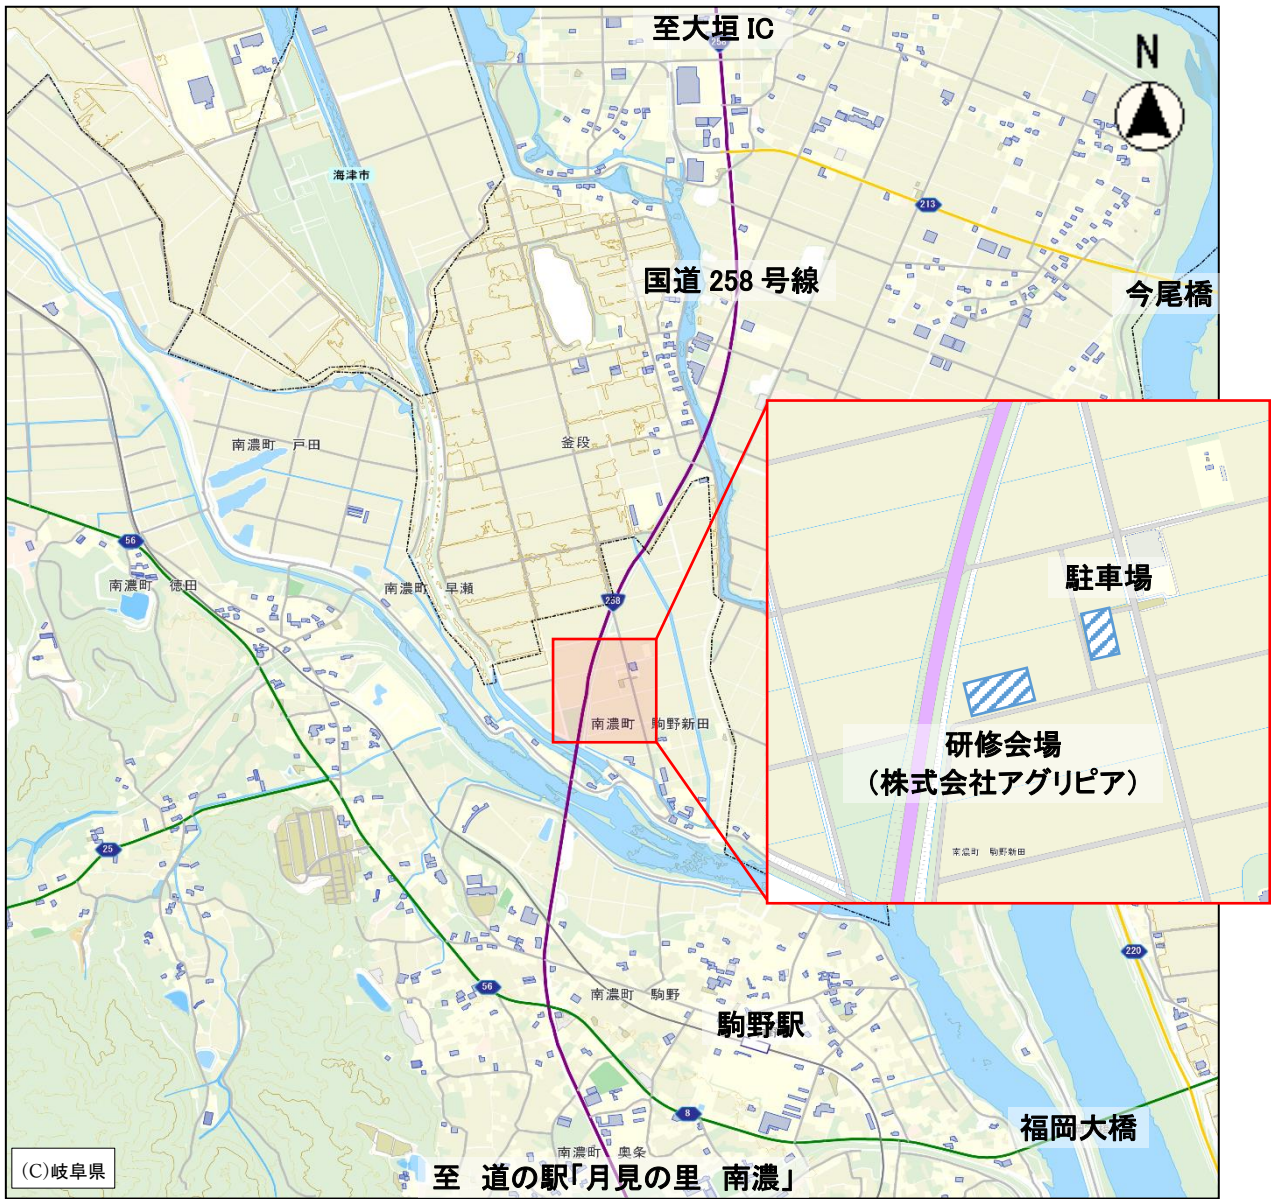 至大垣 IC
258
N
海津市
213
国道 258 号線
今尾橋
南濃町 戸田
釜段
56
南濃町 徳田
南濃町 早瀬
258
駐車場
南濃町 駒野新田
研修会場
(株式会社アグリピア)
25
南濃町 駒野新田
220
56
南濃町 駒野
駒野駅
8
福岡大橋
南濃町 奥条
(C)岐阜県
至 道の駅「月見の里 南濃」